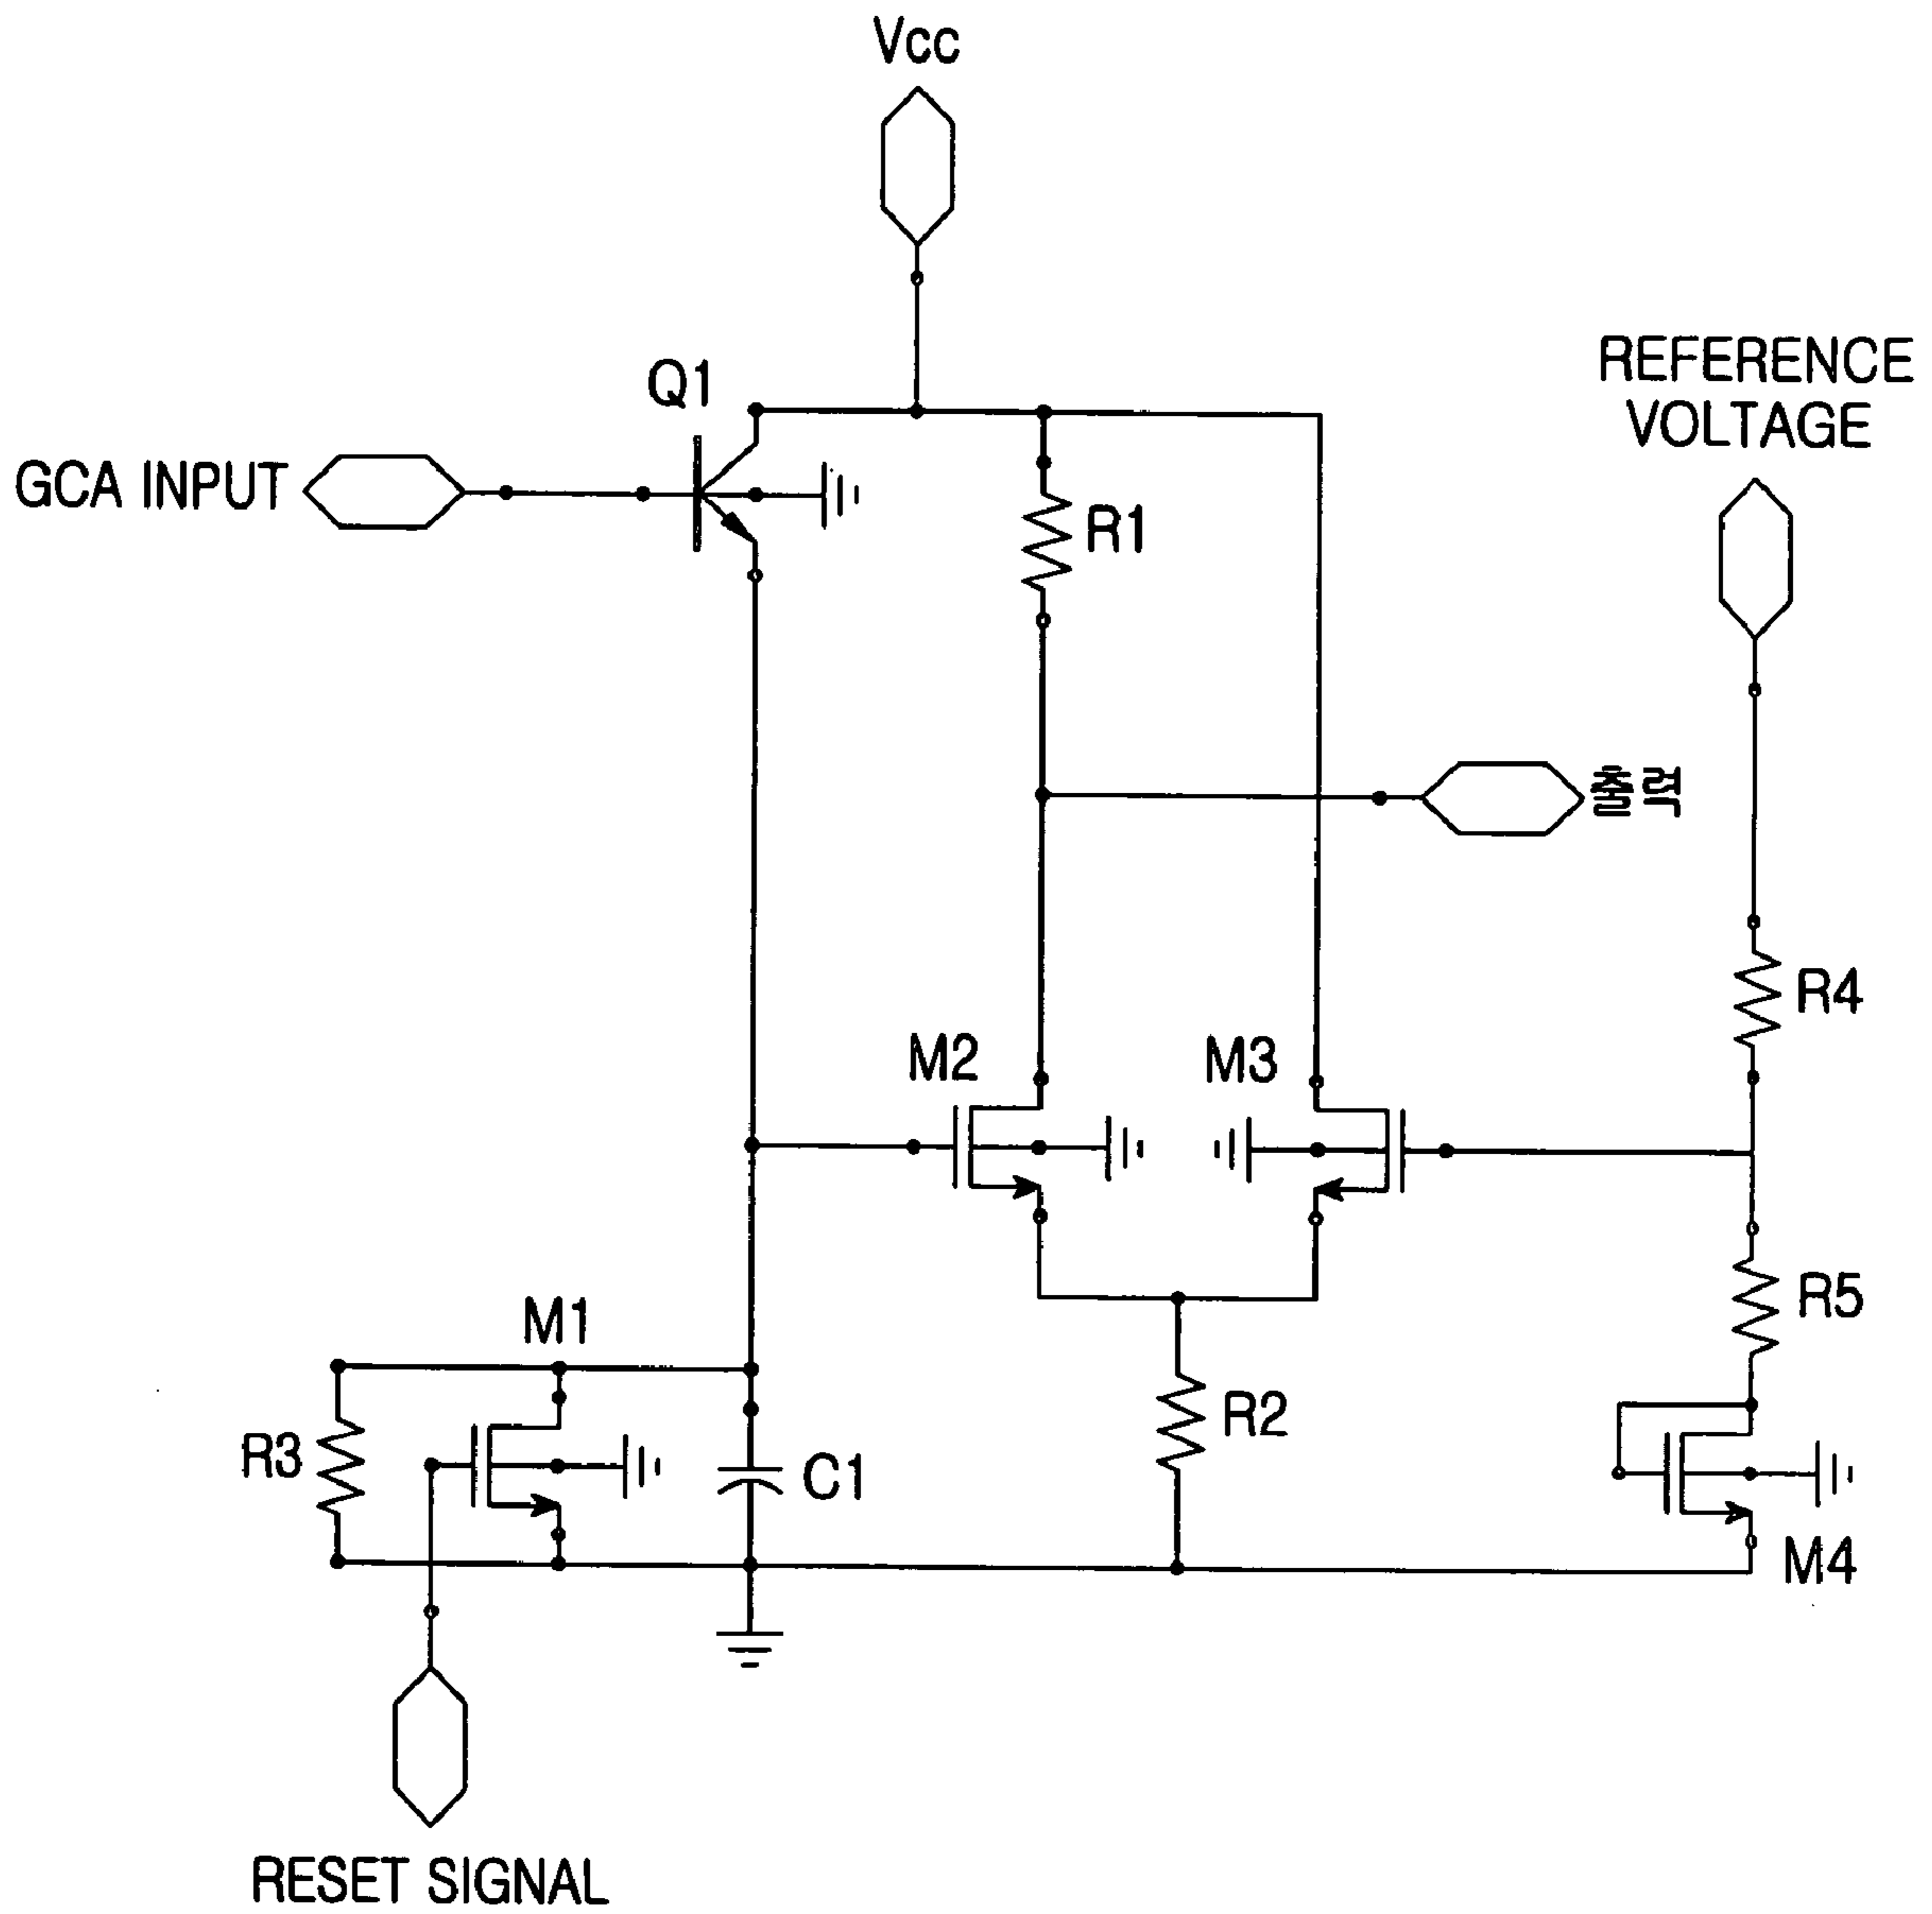 Vcc
REFERENCE
VOLTAGE
Q1
GCA INPUT
R1
출력
R4
M2
M3
R5
M1
R3
C1
R2
M4
RESET SIGNAL